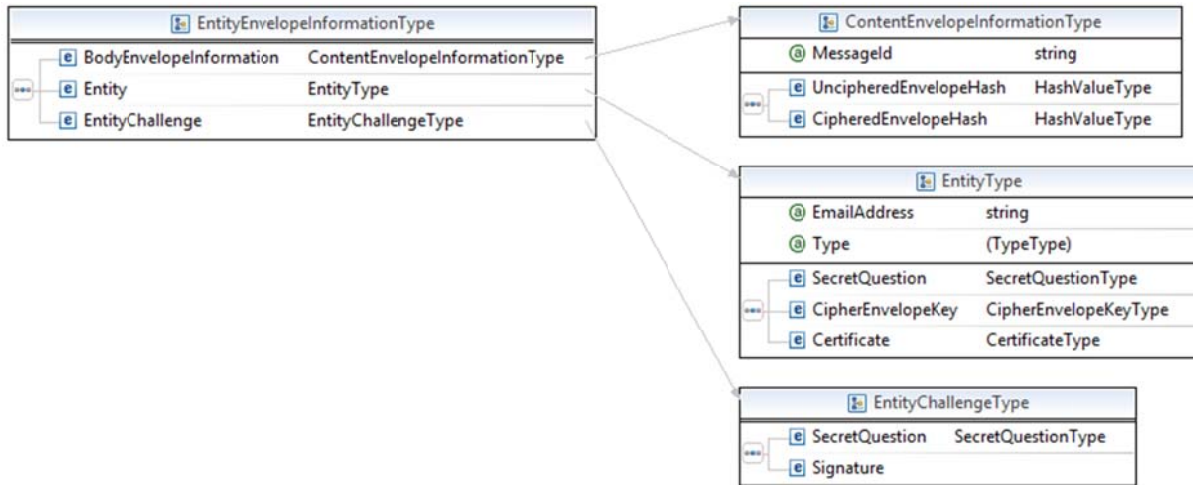 EntityEnvelopeInformationType
e BodyEnvelopeInformation ContentEnvelopeInformationType
e Entity EntityType
e EntityChallenge EntityChallengeType
ContentEnvelopeInformationType
@ MessageId string
e UncipheredEnvelopeHash HashValueType
e CipheredEnvelopeHash HashValueType
EntityType
@ EmailAddress string
@ Type (TypeType)
e SecretQuestion SecretQuestionType
e CipherEnvelopeKey CipherEnvelopeKeyType
e Certificate CertificateType
EntityChallengeType
e SecretQuestion SecretQuestionType
e Signature